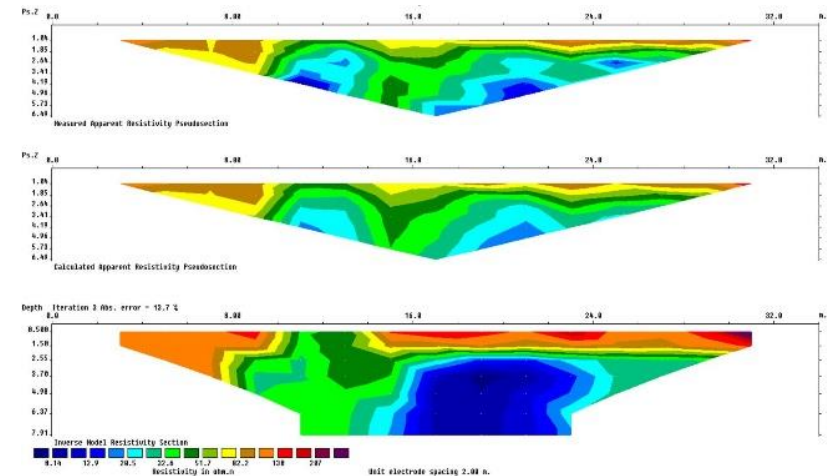 Ps.Z 0.0 8.00 16.0 24.0 32.0 m.
1.04
1.85
2.64
3.41
4.19
4.96
5.73
6.49
Measured Apparent Resistivity Pseudosection
Ps.Z 0.0 8.00 16.0 24.0 32.0 m.
1.04
1.85
2.64
3.41
4.19
4.96
5.73
6.49
Calculated Apparent Resistivity Pseudosection
Depth Iteration 3 Abs. error = 13.7 %
0.0 8.00 16.0 24.0 32.0 m.
0.500
1.50
2.55
3.70
4.98
6.37
7.91
Inverse Model Resistivity Section
8.14 12.9 20.5 32.6 51.7 82.2 130 207
Resistivity in ohm.m
Unit electrode spacing 2.00 m.